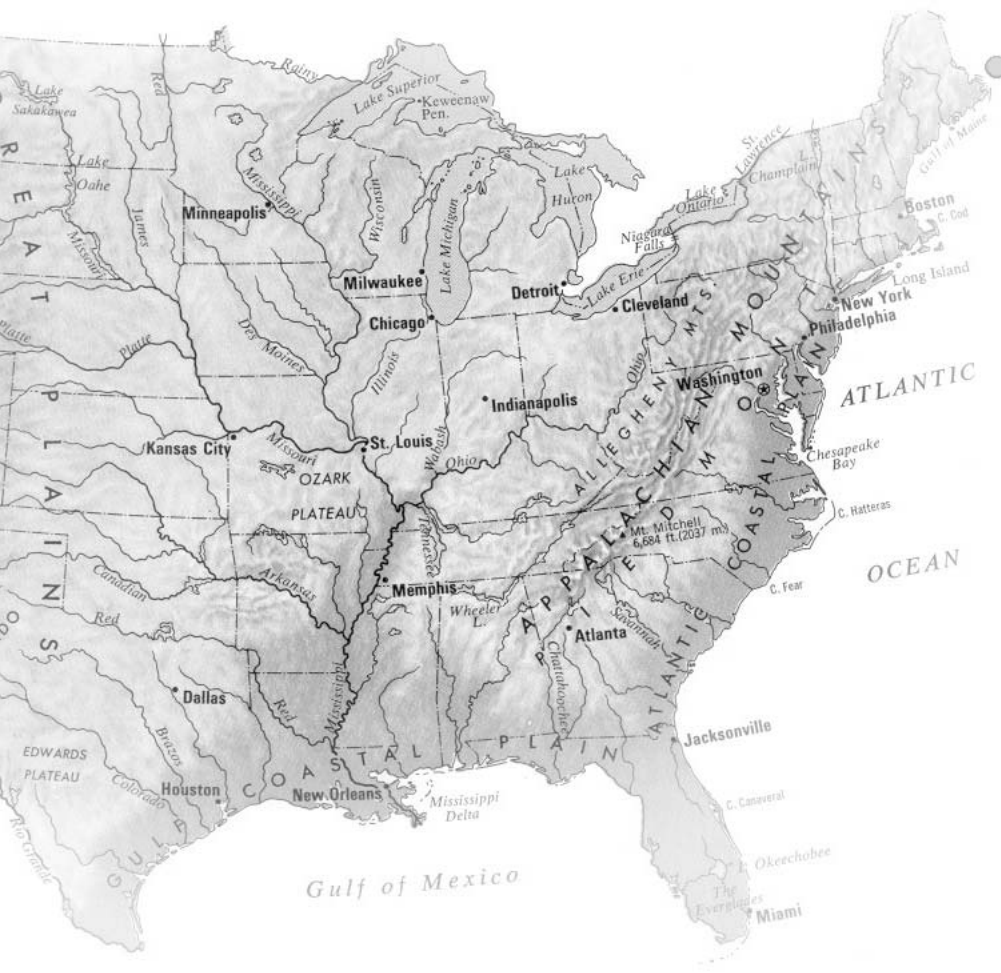 Rainy
Red
Lake
Sakakawea
Lake Superior
Keweenaw
Pen.
St.
Lawrence
L.
Champlain
Gulf of Maine
Lake
Oahe
Lake
Huron
Lake
Ontario
Mississippi
Wisconsin
Minneapolis
James
Missouri
Lake Michigan
Niagara
Falls
Boston
C. Cod
Milwaukee
Detroit
Lake Erie
Cleveland
Long Island
New York
Philadelphia
Chicago
Platte
Platte
Des Moines
Illinois
Ohio
Washington
ATLANTIC
Indianapolis
Kansas City
Missouri
St. Louis
Wabash
Ohio
Chesapeake
Bay
OZARK
PLATEAU
ALLEGHENY MTS.
APPALACHIAN MOUNTAINS
PIEDMONT
C. Hatteras
Tennessee
Mt. Mitchell
6,684 ft.(2037 m.)
OCEAN
REAT PLAINS
Canadian
Arkansas
Memphis
Wheeler
L.
C. Fear
Red
Atlanta
Savannah
Chattahoochee
Dallas
Red
Mississippi
ATLANTIC COASTAL PLAIN
Jacksonville
EDWARDS
PLATEAU
Brazos
Colorado
Houston
GULF COASTAL PLAIN
New Orleans
Mississippi
Delta
C. Canaveral
Rio Grande
Gulf of Mexico
L. Okeechobee
The
Everglades
Miami